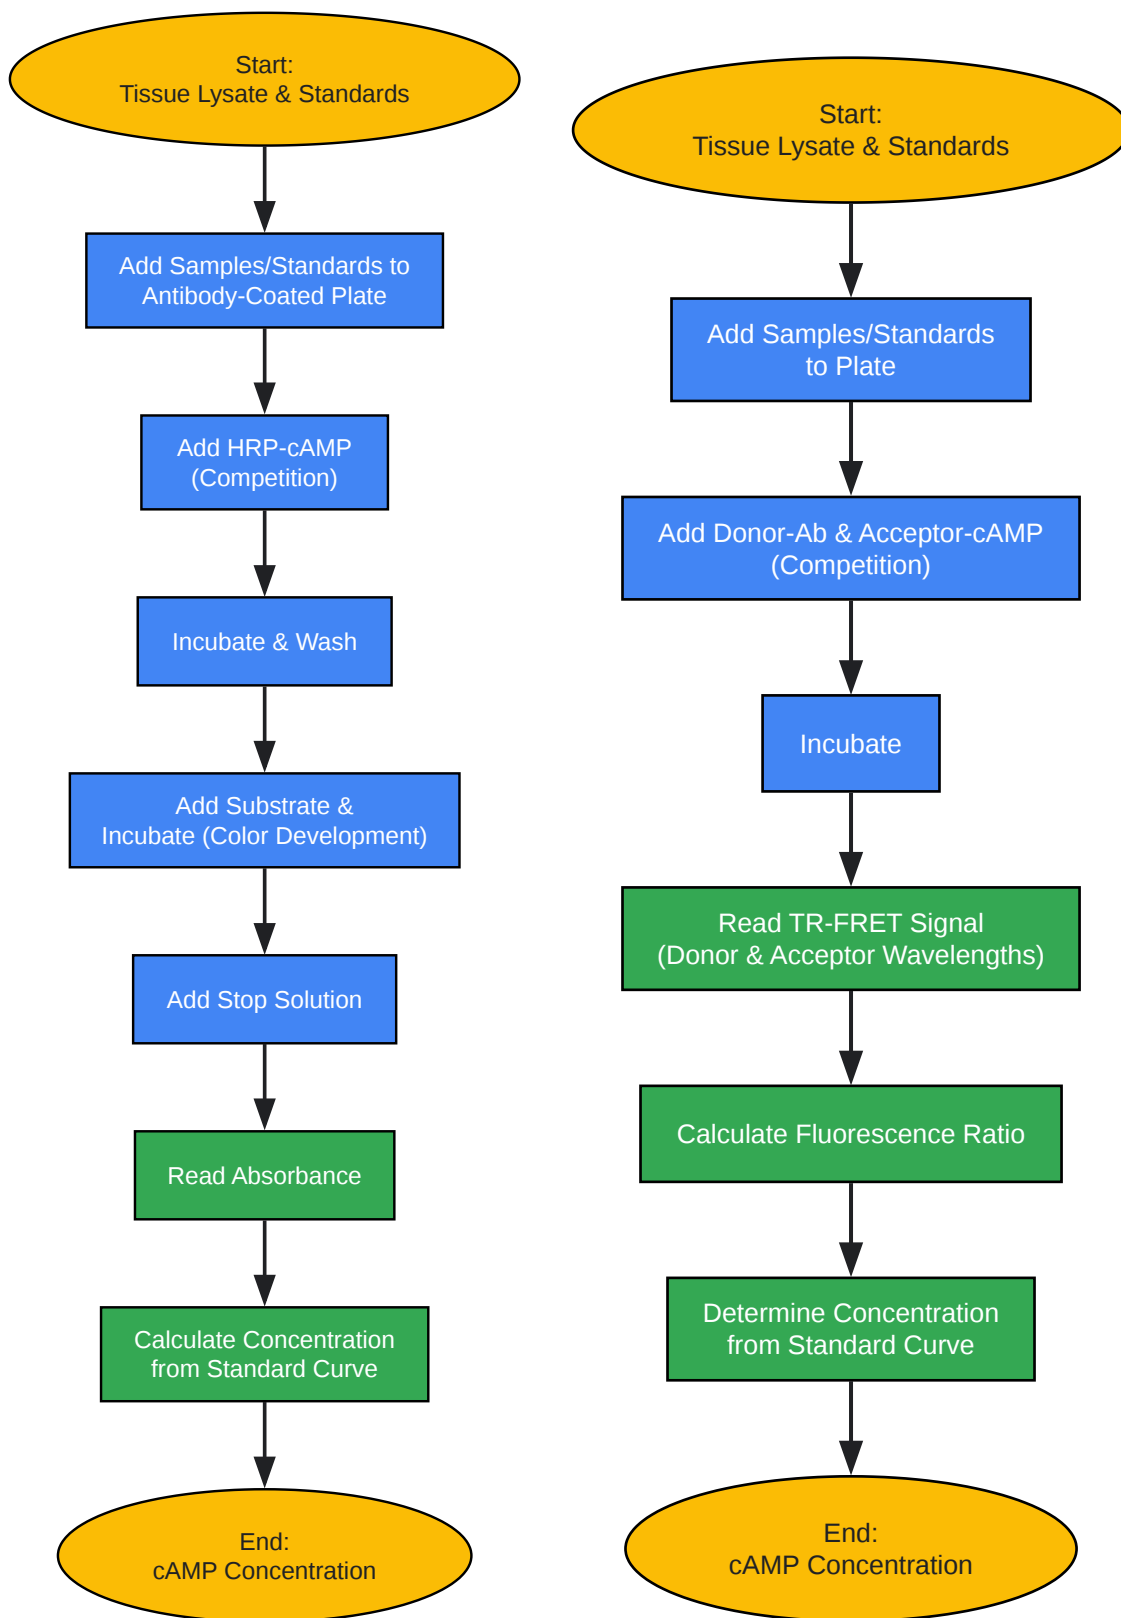 Start:
Tissue Lysate & Standards
Add Samples/Standards to
Antibody-Coated Plate
Add HRP-cAMP
(Competition)
Incubate & Wash
Add Substrate &
Incubate (Color Development)
Add Stop Solution
Read Absorbance
Calculate Concentration
from Standard Curve
End:
cAMP Concentration
Start:
Tissue Lysate & Standards
Add Samples/Standards
to Plate
Add Donor-Ab & Acceptor-cAMP
(Competition)
Incubate
Read TR-FRET Signal
(Donor & Acceptor Wavelengths)
Calculate Fluorescence Ratio
Determine Concentration
from Standard Curve
End:
cAMP Concentration